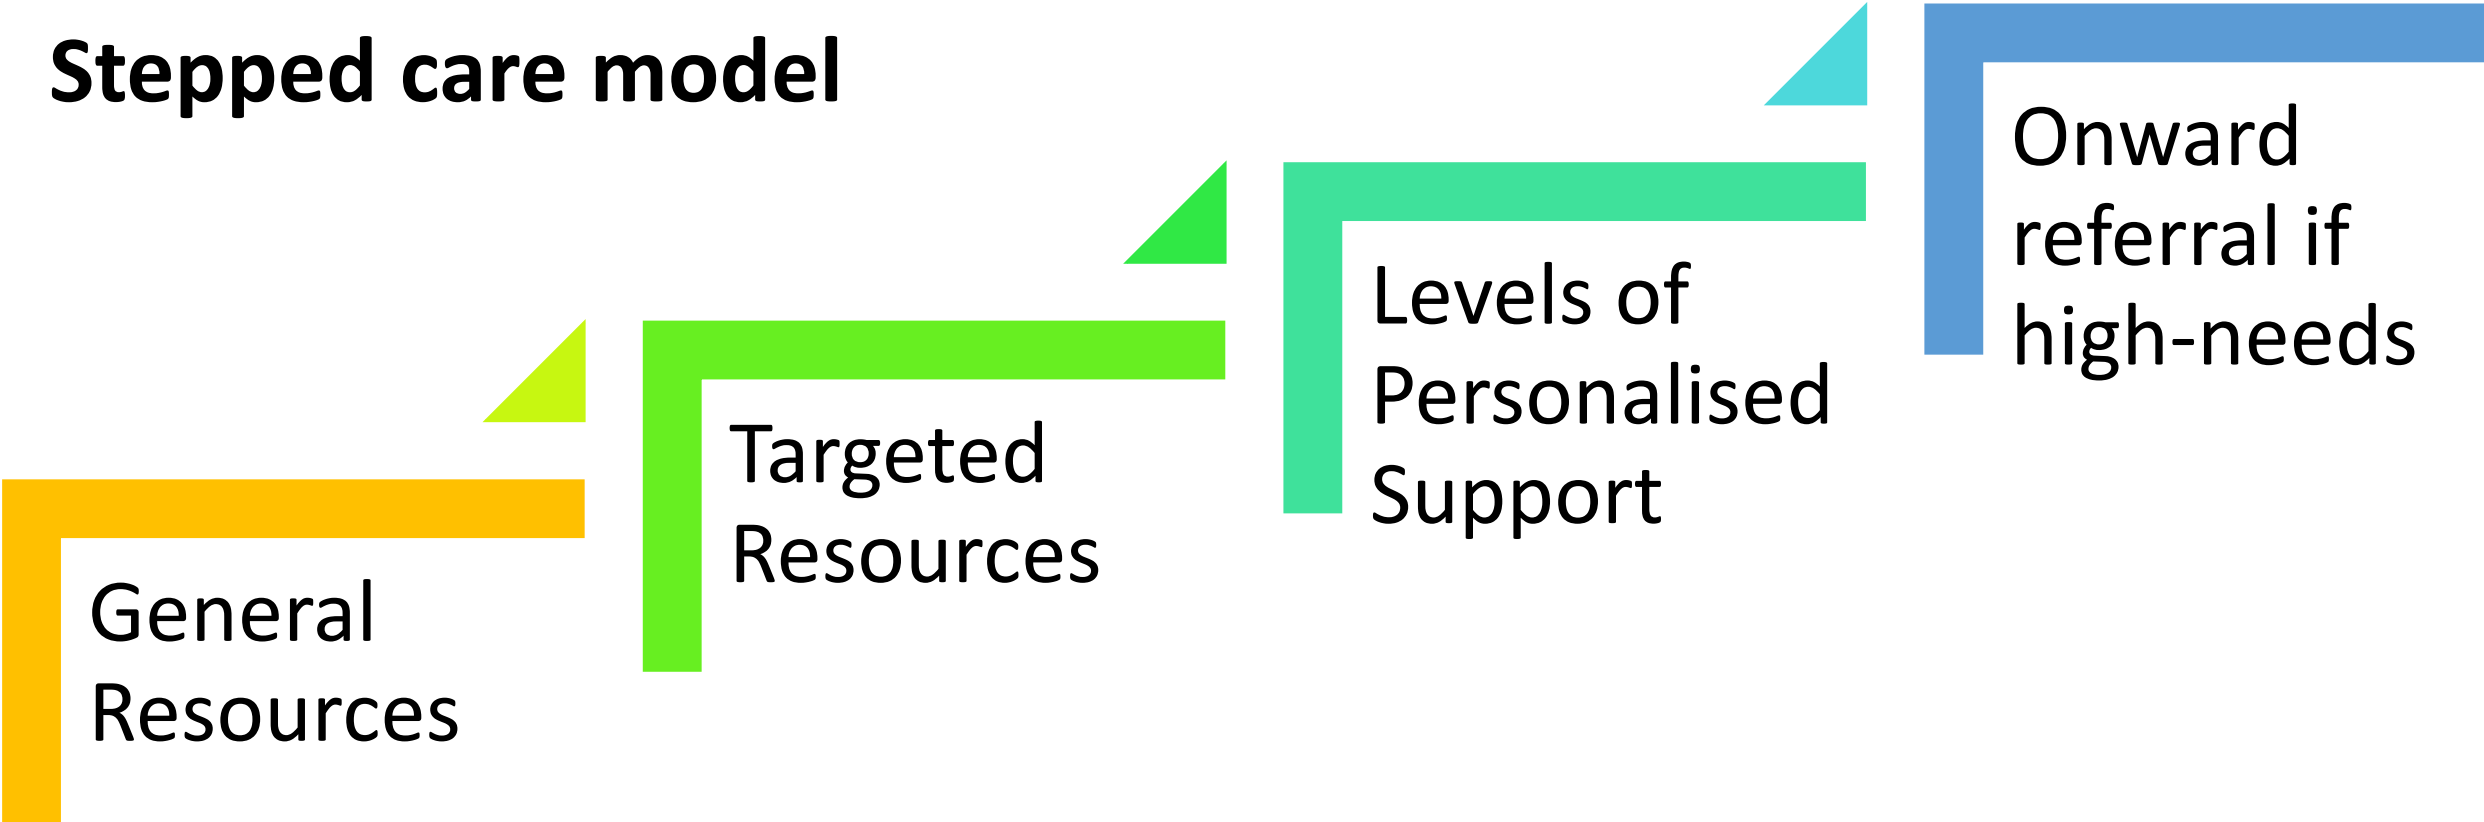 Stepped care model
General
Resources
Targeted
Resources
Levels of
Personalised
Support
Onward
referral if
high-needs